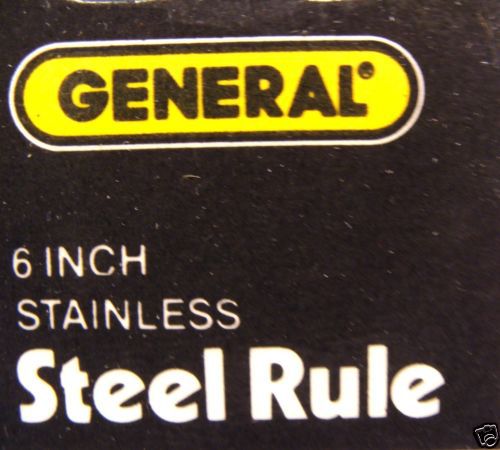 GENERAL®
6 INCH
STAINLESS
Steel Rule